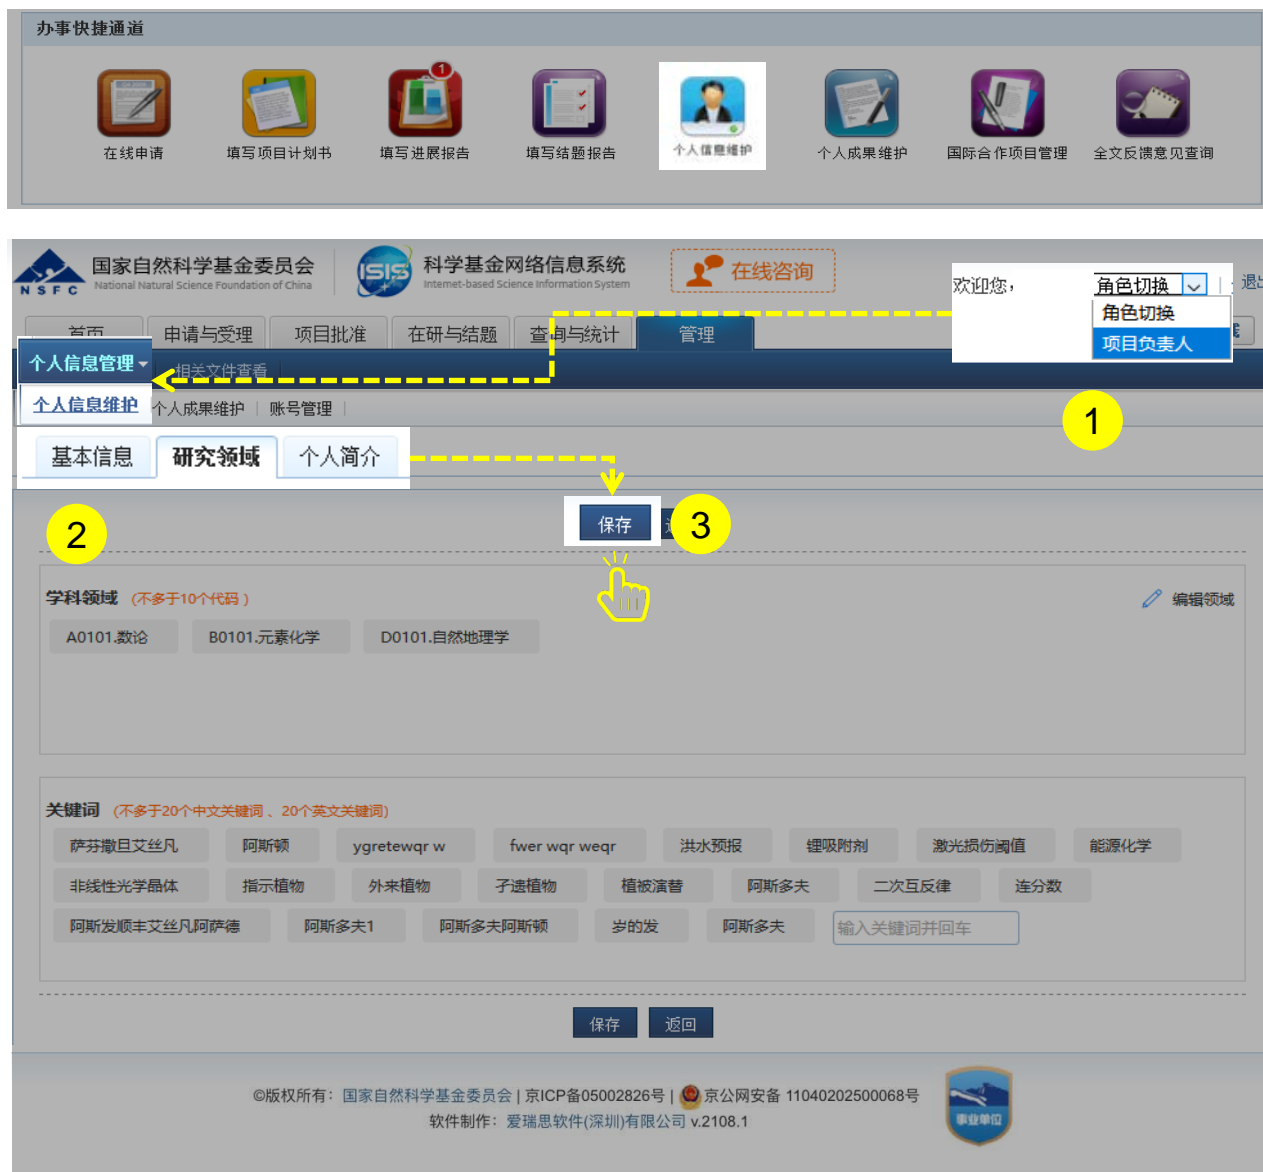 办事快捷通道
1
在线申请 填写项目计划书 填写进展报告 填写结题报告 个人信息维护 个人成果维护 国际合作项目管理 全文反馈意见查询
NSFC 国家自然科学基金委员会 ISIS 科学基金网络信息系统 在线咨询
National Natural Science Foundation of China Internet-based Science Information System
欢迎您， 角色切换 | 退出
角色切换
项目负责人
首页 申请与受理 项目批准 在研与结题 查询与统计 管理
个人信息管理 相关文件查看
个人信息维护 个人成果维护 | 账号管理 |
1
基本信息 研究领域 个人简介
2
保存
3
学科领域 (不多于10个代码 ) 编辑领域
A0101.数论 B0101.元素化学 D0101.自然地理学
关键词 (不多于20个中文关键词 、20个英文关键词)
萨芬撒旦艾丝凡 阿斯顿 ygretewqr w fwer wqr weqr 洪水预报 锂吸附剂 激光损伤阈值 能源化学
非线性光学晶体 指示植物 外来植物 孑遗植物 植被演替 阿斯多夫 二次互反律 连分数
阿斯发顺丰艾丝凡阿萨德 阿斯多夫1 阿斯多夫阿斯顿 岁的发 阿斯多夫 输入关键词并回车
保存 返回
©版权所有：国家自然科学基金委员会 | 京ICP备05002826号 | 京公网安备 11040202500068号
软件制作：爱瑞思软件(深圳)有限公司 v.2108.1
事业单位